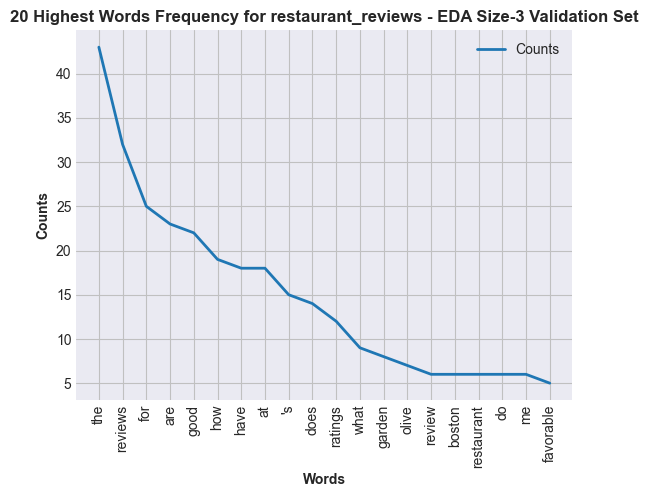 20 Highest Words Frequency for restaurant_reviews - EDA Size-3 Validation Set
Counts
40
35
30
25
20
15
10
5
Counts
the
reviews
for
are
good
how
have
at
's
does
ratings
what
garden
olive
review
boston
restaurant
do
me
favorable
Words